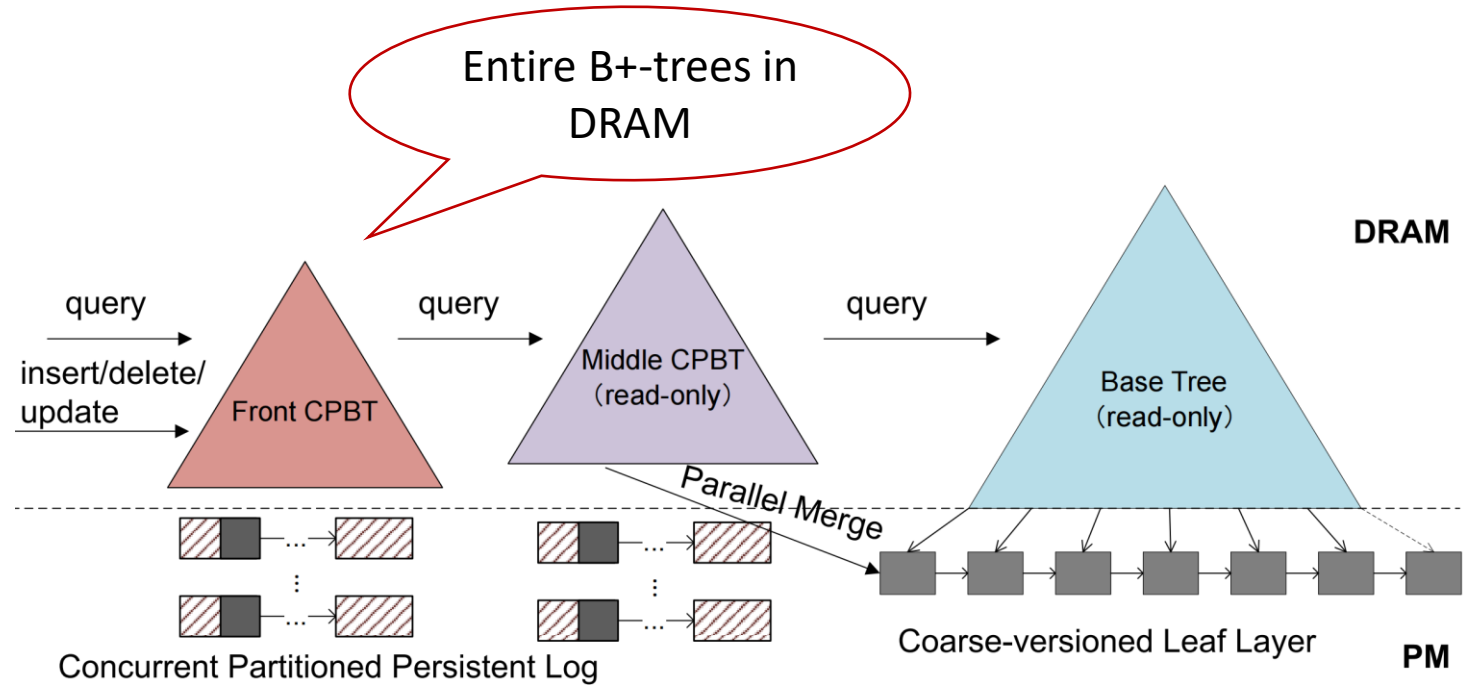 Entire B+-trees in
DRAM
DRAM
query
query
query
insert/delete/
update
Front CPBT
Middle CPBT
(read-only）
Base Tree
（read-only）
Parallel Merge
...
...
...
...
...
...
Concurrent Partitioned Persistent Log
Coarse-versioned Leaf Layer
PM